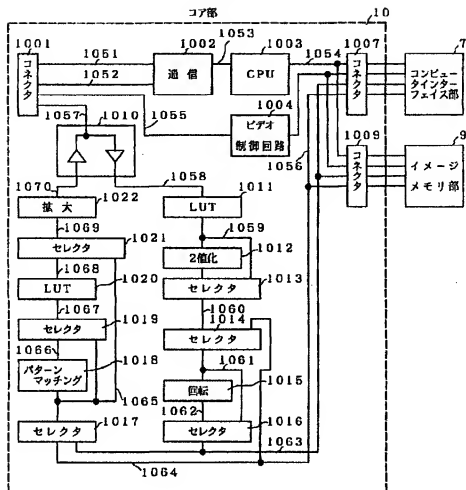 コア部
10
1001
コネクタ
1051
1052
1002
通信
1053
1003
CPU
1054
1007
コネクタ
7
コンピュー
タインター
フェイス部
1057
1010
1055
1004
ビデオ
制御回路
1056
1009
コネクタ
9
イメージ
メモリ部
1070
1058
1022
拡大
1011
LUT
1069
1021
セレクタ
1059
1012
2値化
1068
1020
LUT
1013
セレクタ
1067
1019
セレクタ
1060
1014
セレクタ
1066
1018
パターン
マッチング
1061
1015
回転
1065
1062
1017
セレクタ
1016
セレクタ
1063
1064